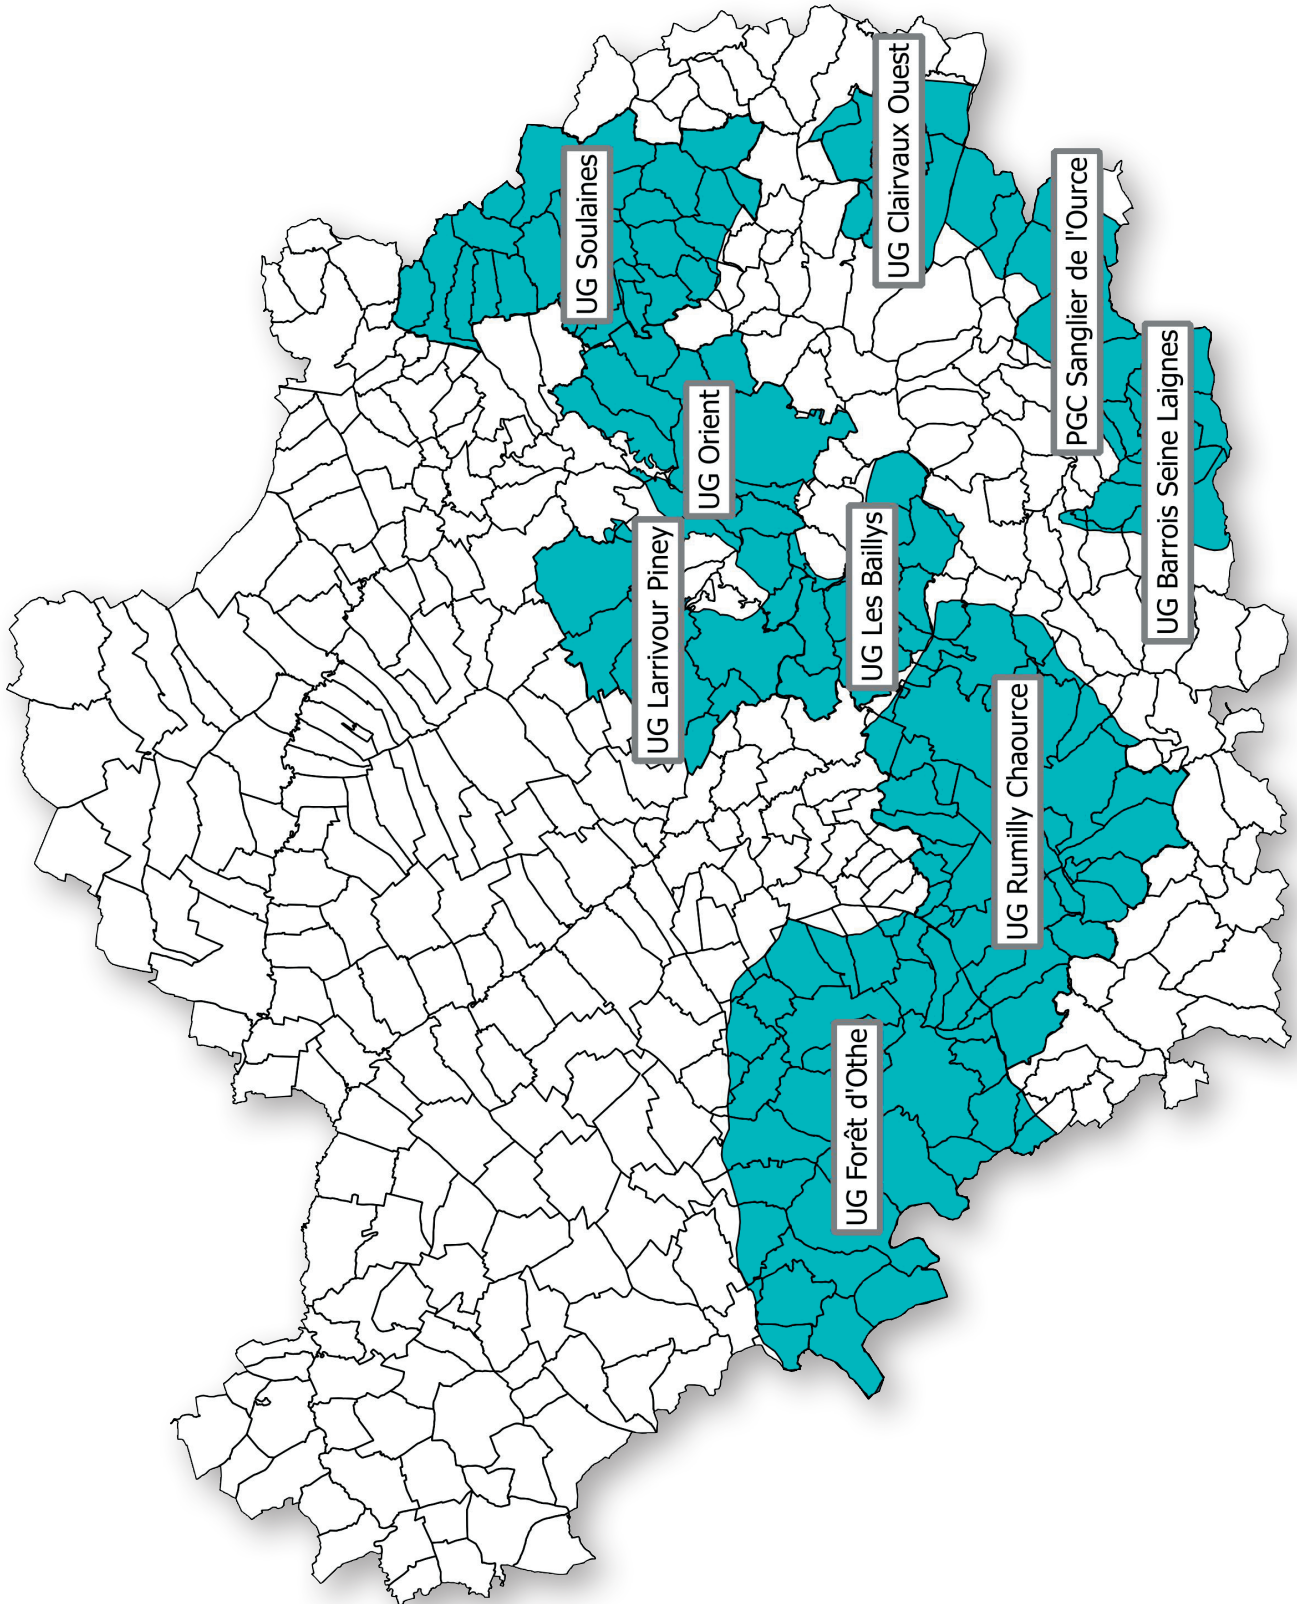 UG Soulaines
UG Clairvaux Ouest
UG Orient
PGC Sanglier de l'Ource
UG Larrivour Piney
UG Les Baillys
UG Barrois Seine Laignes
UG Rumilly Chaource
UG Forêt d'Othe